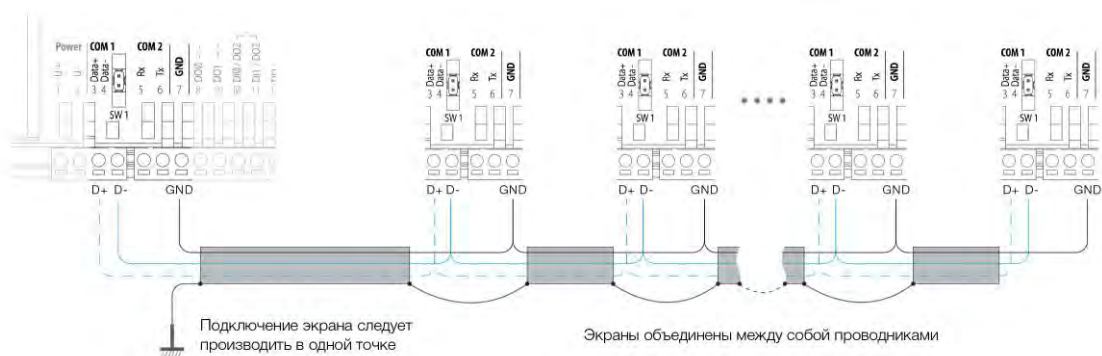 Power COM 1 COM 2
Data+ Data- Rx Tx GND
3 4 5 6 7
SW 1
D+ D- GND
COM 1 COM 2
Data+ Data- Rx Tx GND
3 4 5 6 7
SW 1
D+ D- GND
COM 1 COM 2
Data+ Data- Rx Tx GND
3 4 5 6 7
SW 1
D+ D- GND
COM 1 COM 2
Data+ Data- Rx Tx GND
3 4 5 6 7
SW 1
D+ D- GND
COM 1 COM 2
Data+ Data- Rx Tx GND
3 4 5 6 7
SW 1
D+ D- GND
Подключение экрана следует
производить в одной точке
Экраны объединены между собой проводниками